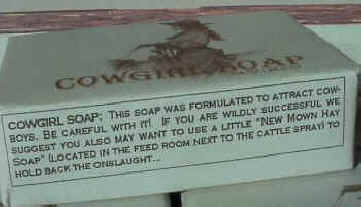 COWGIRL SOAP
COWGIRL SOAP: THIS SOAP WAS FORMULATED TO ATTRACT COW-
BOYS. BE CAREFUL WITH IT! IF YOU ARE WILDLY SUCCESSFUL WE
SUGGEST YOU ALSO MAY WANT TO USE A LITTLE "NEW MOWN HAY
SOAP" (LOCATED IN THE FEED ROOM NEXT TO THE CATTLE SPRAY) TO
HOLD BACK THE ONSLAUGHT...